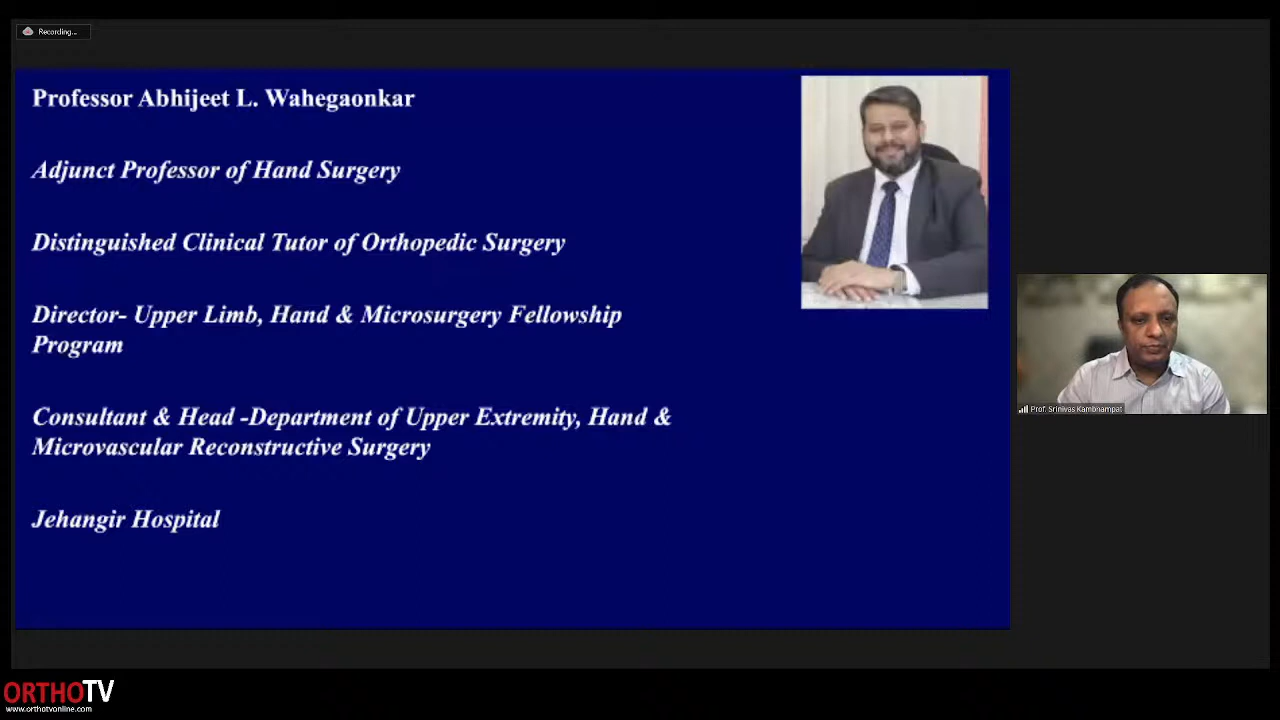 Recording...
Professor Abhijeet L. Wahegaonkar
Adjunct Professor of Hand Surgery
Distinguished Clinical Tutor of Orthopedic Surgery
Director- Upper Limb, Hand & Microsurgery Fellowship
Program
Consultant & Head -Department of Upper Extremity, Hand &
Microvascular Reconstructive Surgery
Jehangir Hospital
Prof. Srinivas Kambhampat
ORTHOTV
www.orthotvonline.com